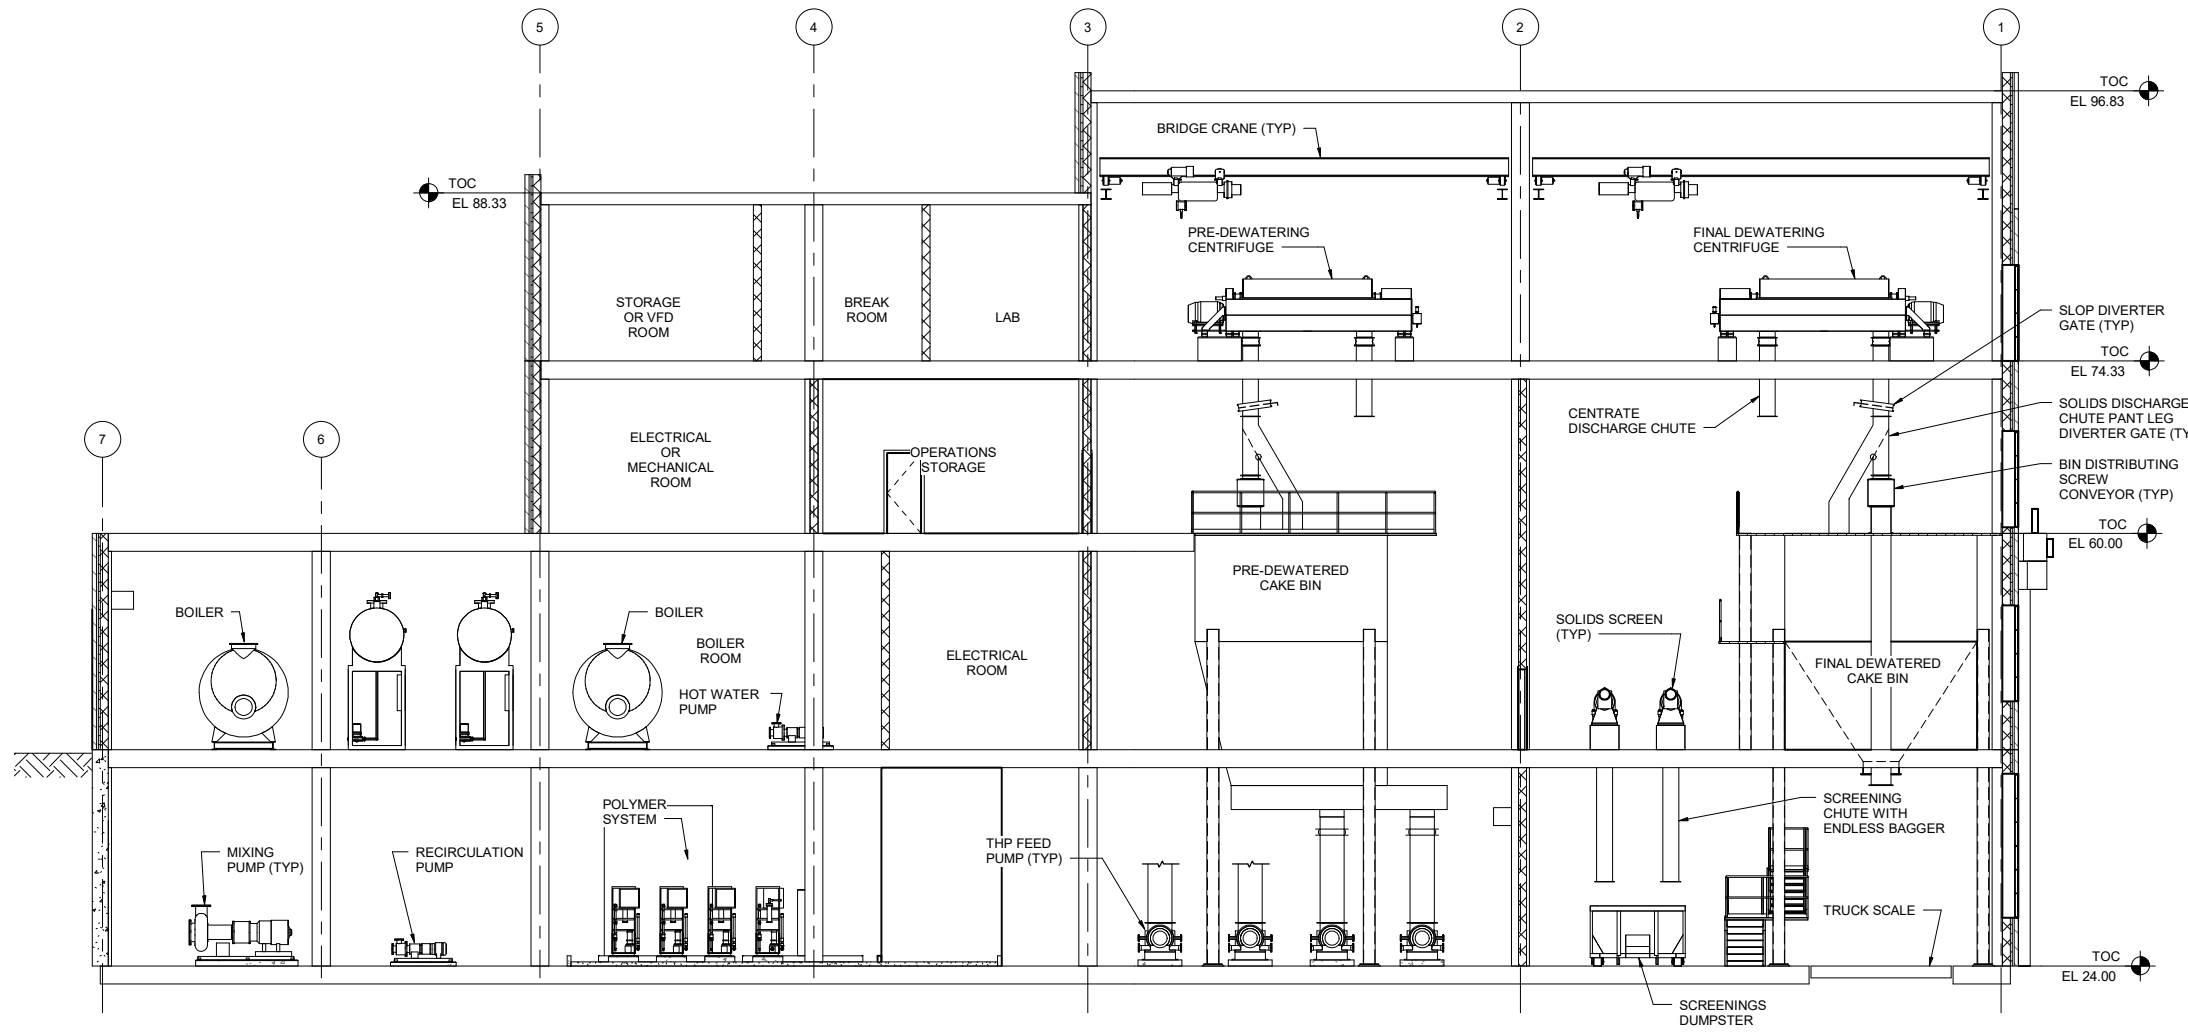 5
4
3
2
1
TOC
EL 96.83
BRIDGE CRANE (TYP)
TOC
EL 88.33
PRE-DEWATERING
CENTRIFUGE
FINAL DEWATERING
CENTRIFUGE
STORAGE
OR VFD
ROOM
BREAK
ROOM
LAB
SLOP DIVERTER
GATE (TYP)
TOC
EL 74.33
CENTRATE
DISCHARGE CHUTE
SOLIDS DISCHARGE
CHUTE PANT LEG
DIVERTER GATE (TY
7
6
ELECTRICAL
OR
MECHANICAL
ROOM
OPERATIONS
STORAGE
BIN DISTRIBUTING
SCREW
CONVEYOR (TYP)
TOC
EL 60.00
PRE-DEWATERED
CAKE BIN
BOILER
BOILER
BOILER
ROOM
ELECTRICAL
ROOM
SOLIDS SCREEN
(TYP)
FINAL DEWATERED
CAKE BIN
HOT WATER
PUMP
POLYMER
SYSTEM
SCREENING
CHUTE WITH
ENDLESS BAGGER
MIXING
PUMP (TYP)
RECIRCULATION
PUMP
THP FEED
PUMP (TYP)
TRUCK SCALE
TOC
EL 24.00
SCREENINGS
DUMPSTER